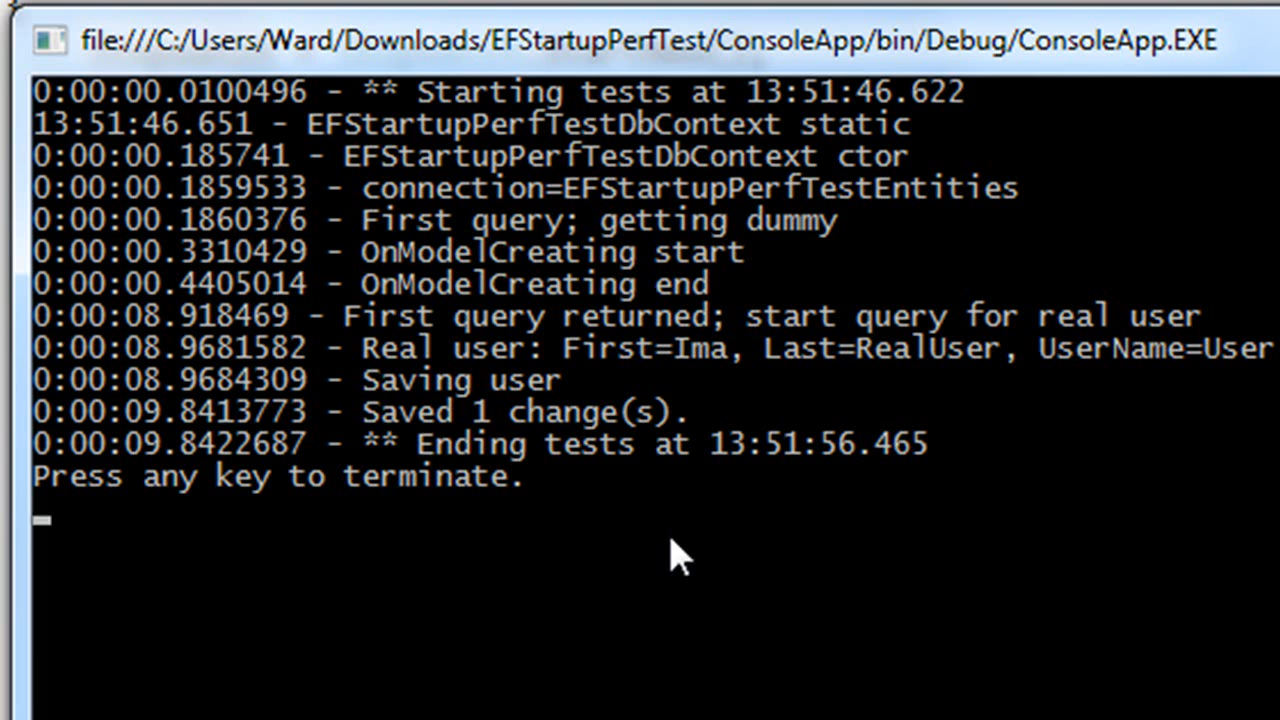 file:///C:/Users/Ward/Downloads/EFStartupPerfTest/ConsoleApp/bin/Debug/ConsoleApp.EXE
0:00:00.0100496 - ** Starting tests at 13:51:46.622
13:51:46.651 - EFStartupPerfTestDbContext static
0:00:00.185741 - EFStartupPerfTestDbContext ctor
0:00:00.1859533 - connection=EFStartupPerfTestEntities
0:00:00.1860376 - First query; getting dummy
0:00:00.3310429 - OnModelCreating start
0:00:00.4405014 - OnModelCreating end
0:00:08.918469 - First query returned; start query for real user
0:00:08.9681582 - Real user: First=Ima, Last=RealUser, UserName=User
0:00:08.9684309 - Saving user
0:00:09.8413773 - Saved 1 change(s).
0:00:09.8422687 - ** Ending tests at 13:51:56.465
Press any key to terminate.